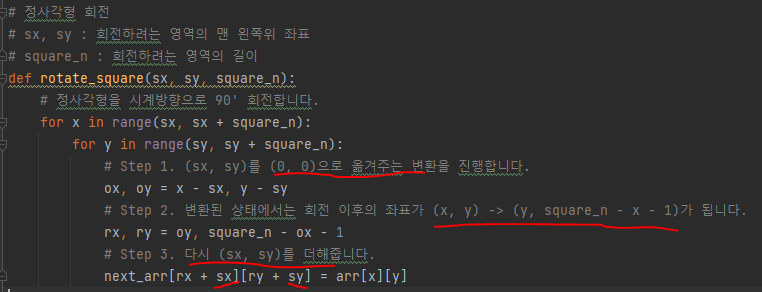 # 정사각형 회전
# sx, sy : 회전하려는 영역의 맨 왼쪽위 좌표
# square_n : 회전하려는 영역의 길이
def rotate_square(sx, sy, square_n):
# 정사각형을 시계방향으로 90' 회전합니다.
for x in range(sx, sx + square_n):
for y in range(sy, sy + square_n):
# Step 1. (sx, sy)를 (0, 0)으로 옮겨주는 변환을 진행합니다.
ox, oy = x - sx, y - sy
# Step 2. 변환된 상태에서는 회전 이후의 좌표가 (x, y) -> (y, square_n - x - 1)가 됩니다.
rx, ry = oy, square_n - ox - 1
# Step 3. 다시 (sx, sy)를 더해줍니다.
next_arr[rx + sx][ry + sy] = arr[x][y]